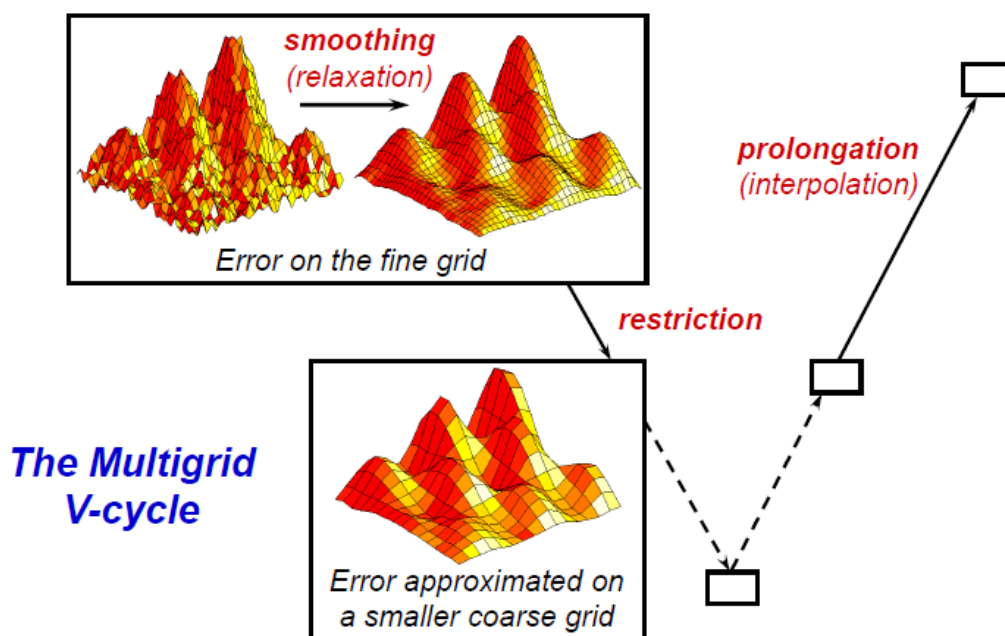 smoothing
(relaxation)
Error on the fine grid
prolongation
(interpolation)
restriction
The Multigrid
V-cycle
Error approximated on
a smaller coarse grid